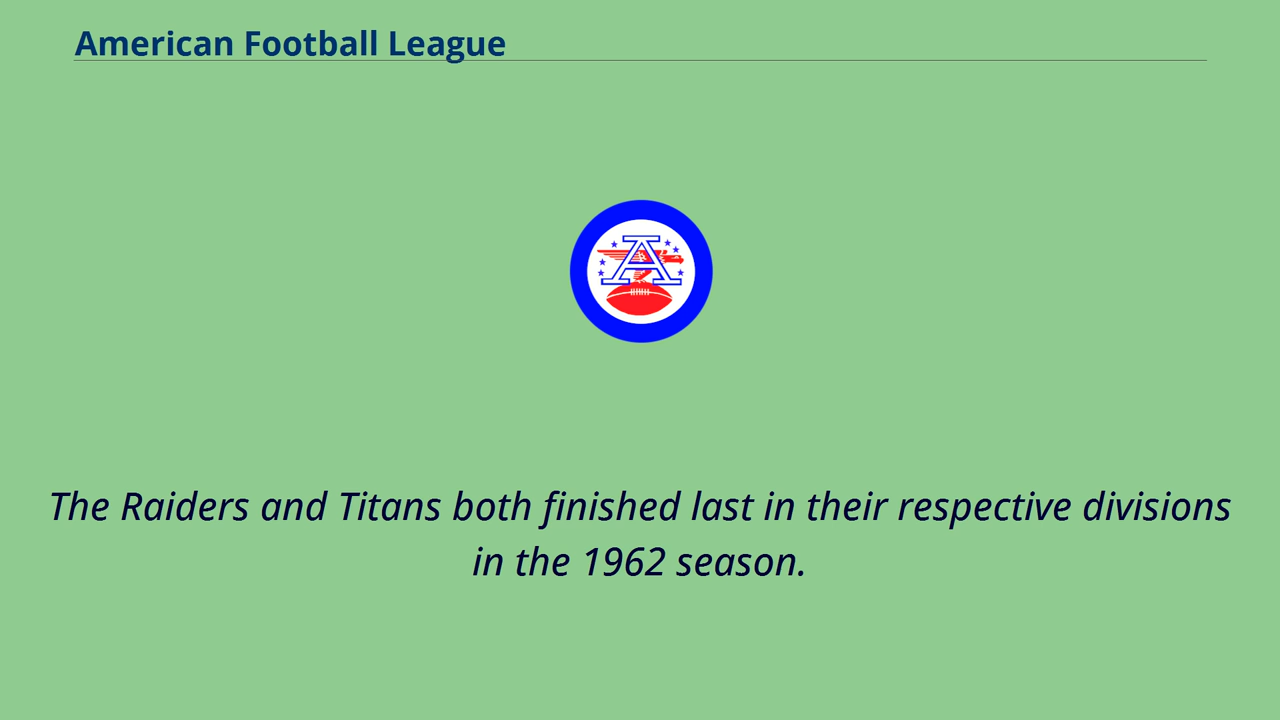 American Football League
A
The Raiders and Titans both finished last in their respective divisions
in the 1962 season.